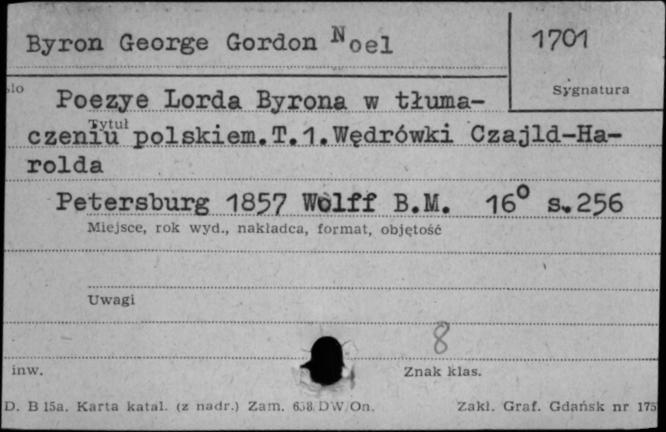 Byron George Gordon Noel
1701
Sygnatura
Poezye Lorda Byrona w tłuma-
Tytuł
czeniu polskiem.T.1.Wędrówki Czajld-Ha-
rolda
Petersburg 1857 Wolff B.M. 16° s.256
Miejsce, rok wyd., nakładca, format, objętość
Uwagi
8
inw.
Znak klas.
D. B 15a. Karta katal. (z nadr.) Zam. 658/DW/On.
Zakł. Graf. Gdańsk nr 175